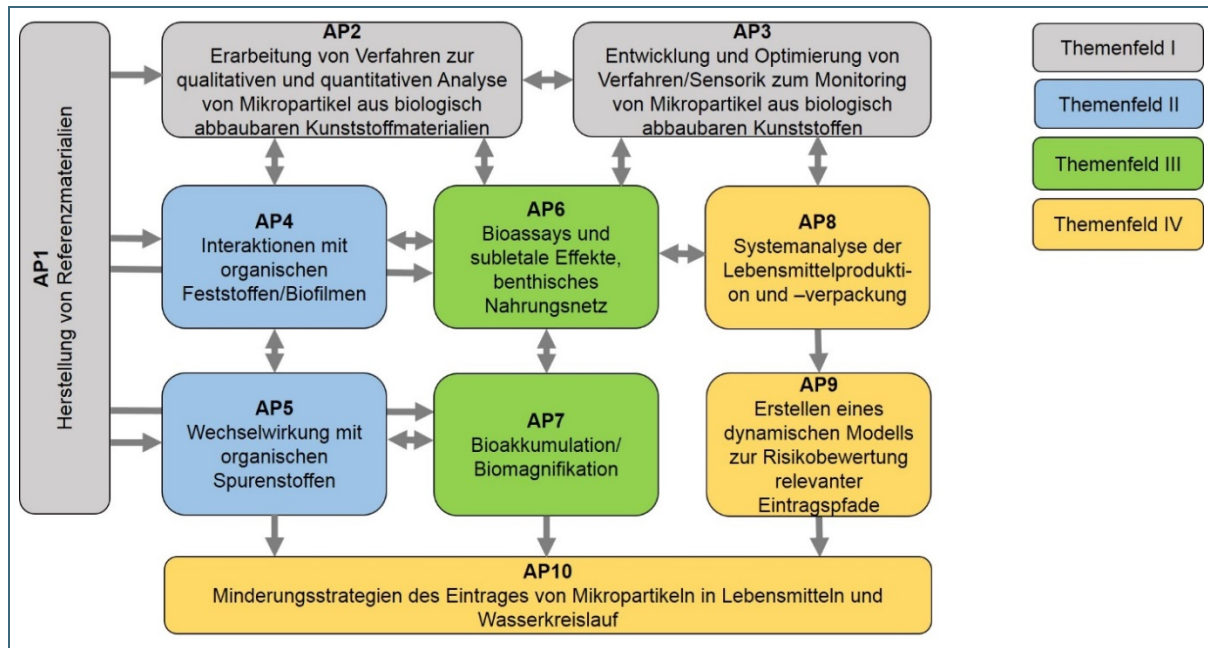 AP1
Herstellung von Referenzmaterialien
AP2
Erarbeitung von Verfahren zur
qualitativen und quantitativen Analyse
von Mikropartikel aus biologisch
abbaubaren Kunststoffmaterialien
AP3
Entwicklung und Optimierung von
Verfahren/Sensorik zum Monitoring
von Mikropartikel aus biologisch
abbaubaren Kunststoffen
AP4
Interaktionen mit
organischen
Feststoffen/Biofilmen
AP6
Bioassays und
subletale Effekte,
benthisches
Nahrungsnetz
AP8
Systemanalyse der
Lebensmittelprodukti-
on und –verpackung
AP5
Wechselwirkung mit
organischen
Spurenstoffen
AP7
Bioakkumulation/
Biomagnifikation
AP9
Erstellen eines
dynamischen Modells
zur Risikobewertung
relevanter
Eintragspfade
AP10
Minderungsstrategien des Eintrages von Mikropartikeln in Lebensmitteln und
Wasserkreislauf
Themenfeld I
Themenfeld II
Themenfeld III
Themenfeld IV